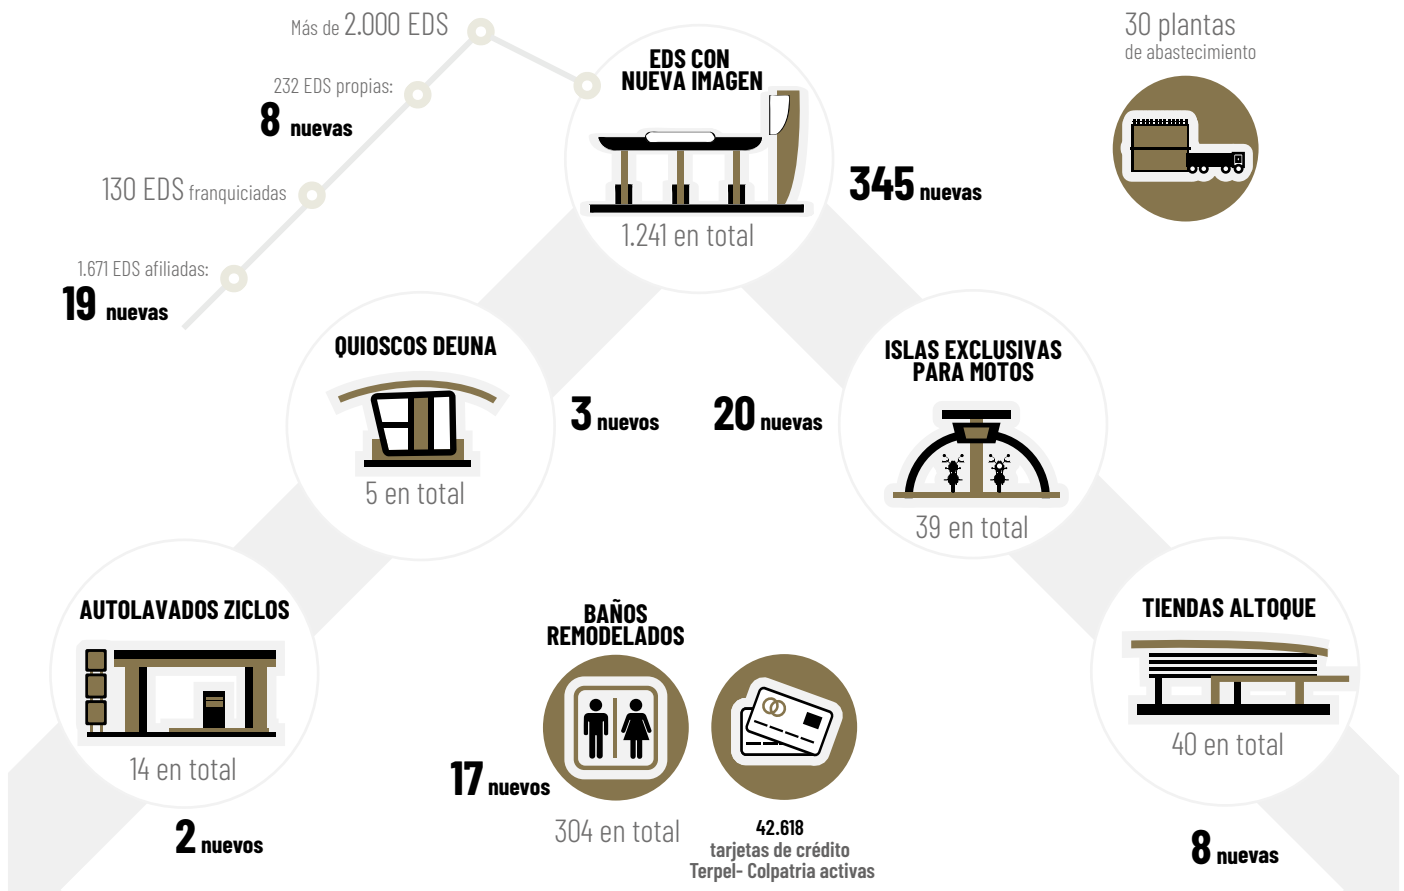 Más de 2.000 EDS
232 EDS propias:
8 nuevas
130 EDS franquiciadas
1.671 EDS afiliadas:
19 nuevas
EDS CON
NUEVA IMAGEN
1.241 en total
345 nuevas
30 plantas
de abastecimiento
QUIOSCOS DEUNA
5 en total
3 nuevos
20 nuevas
ISLAS EXCLUSIVAS
PARA MOTOS
39 en total
AUTOLAVADOS ZICLOS
14 en total
2 nuevos
BAÑOS
REMODELADOS
17 nuevos
304 en total
42.618
tarjetas de crédito
Terpel- Colpatria activas
TIENDAS ALTOQUE
40 en total
8 nuevas